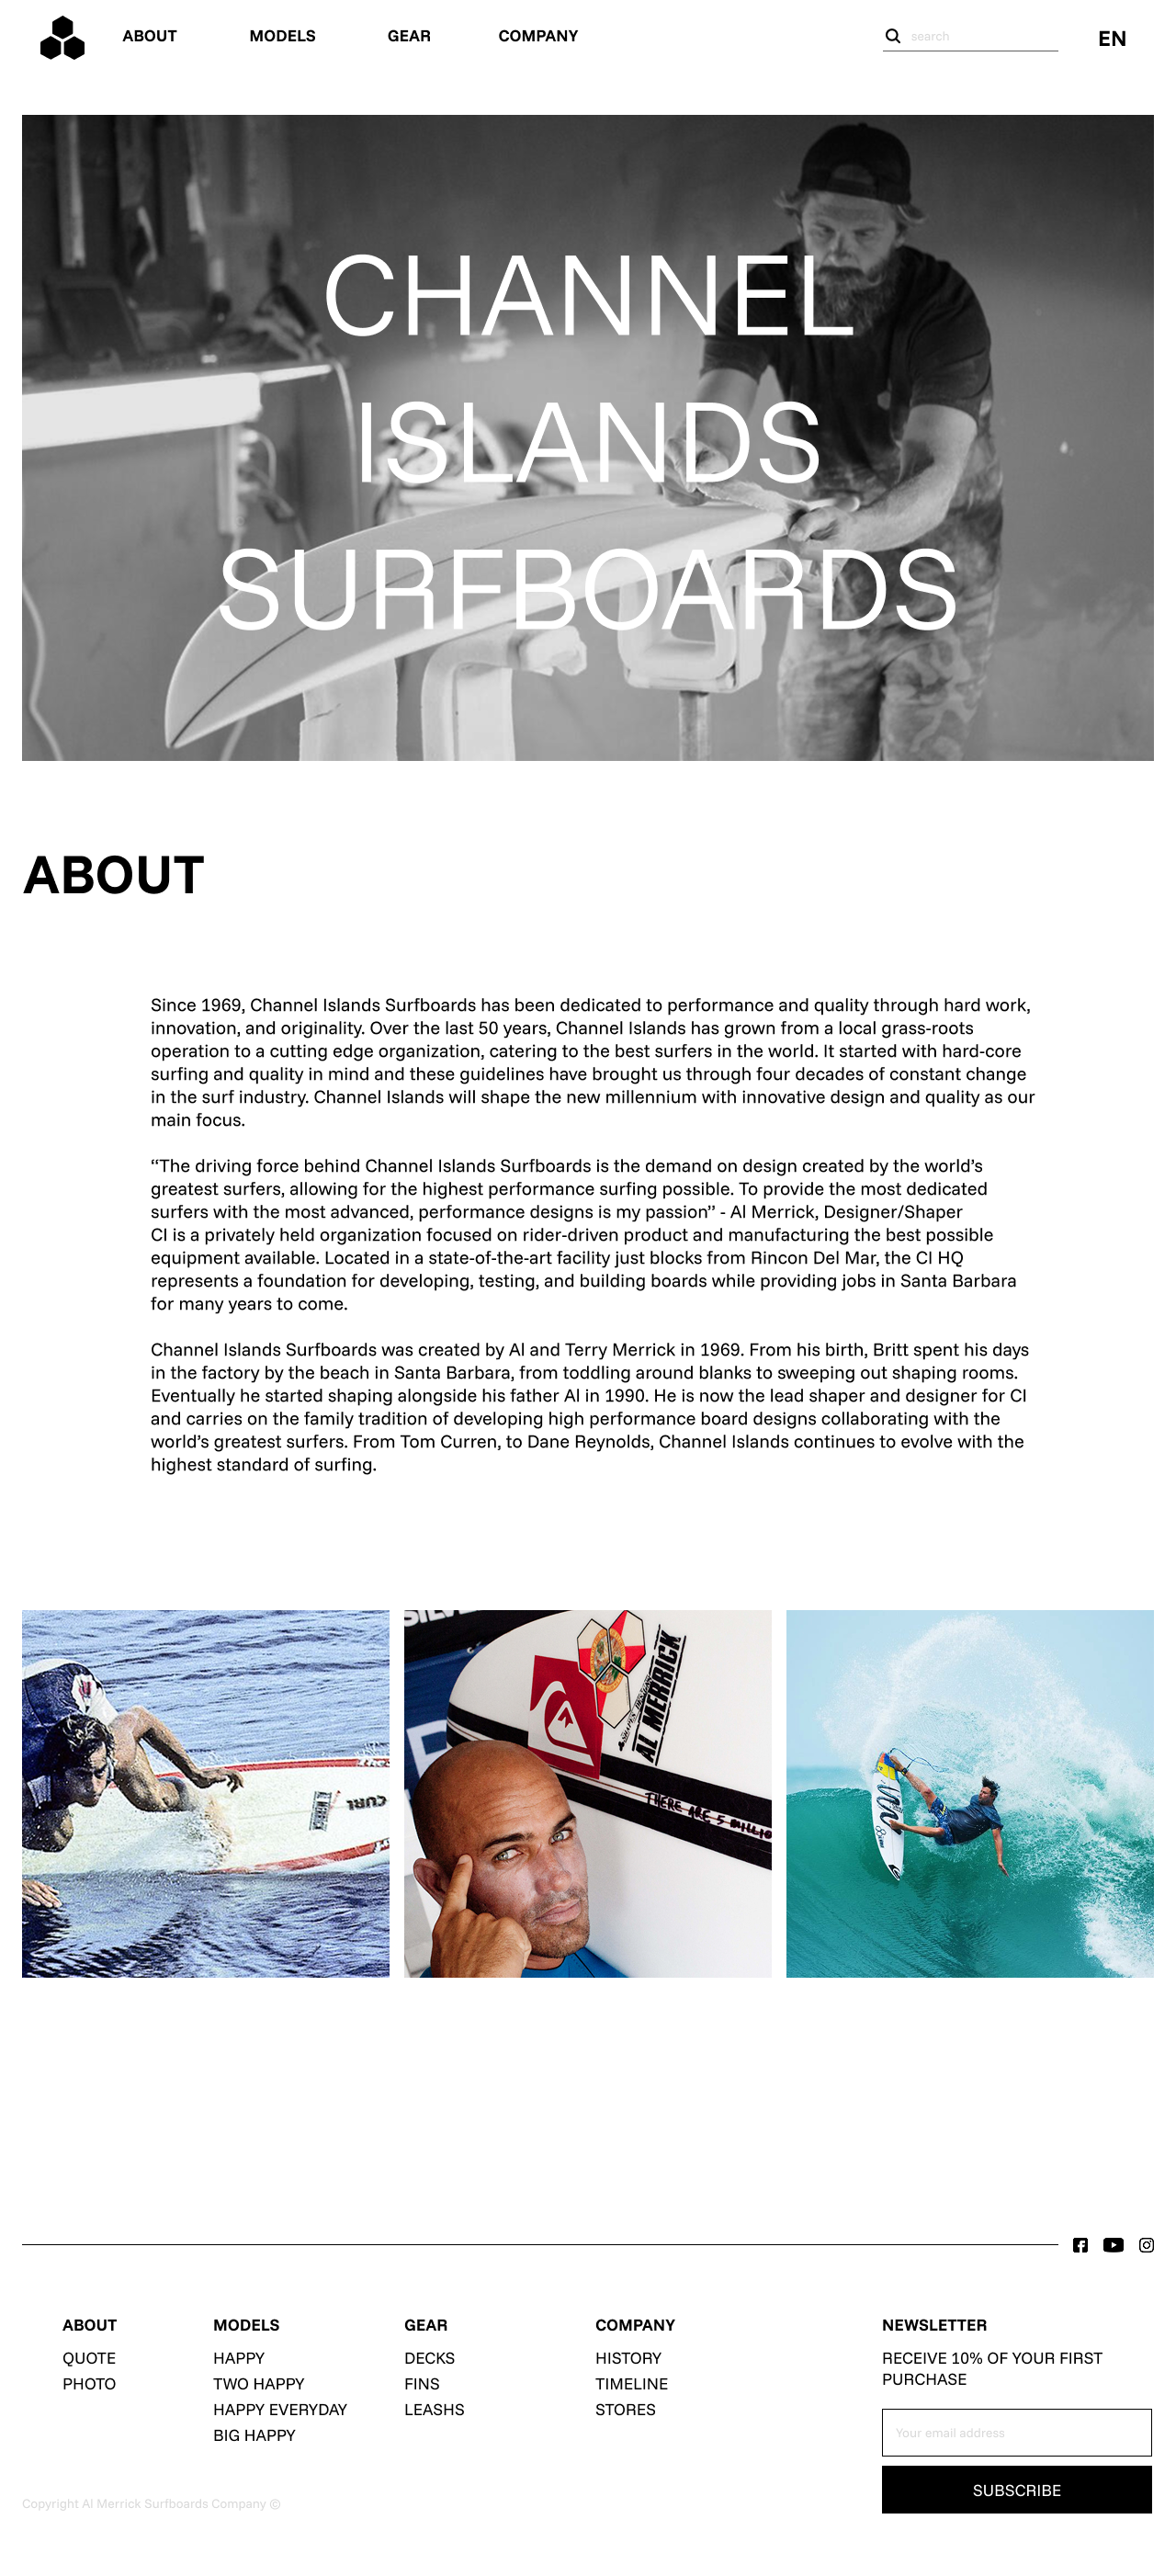 ABOUT MODELS GEAR COMPANY search EN
CHANNEL
ISLANDS
SURFBOARDS
ABOUT
Since 1969, Channel Islands Surfboards has been dedicated to performance and quality through hard work,
innovation, and originality. Over the last 50 years, Channel Islands has grown from a local grass-roots
operation to a cutting edge organization, catering to the best surfers in the world. It started with hard-core
surfing and quality in mind and these guidelines have brought us through four decades of constant change
in the surf industry. Channel Islands will shape the new millennium with innovative design and quality as our
main focus.
“The driving force behind Channel Islands Surfboards is the demand on design created by the world’s
greatest surfers, allowing for the highest performance surfing possible. To provide the most dedicated
surfers with the most advanced, performance designs is my passion” - Al Merrick, Designer/Shaper
CI is a privately held organization focused on rider-driven product and manufacturing the best possible
equipment available. Located in a state-of-the-art facility just blocks from Rincon Del Mar, the CI HQ
represents a foundation for developing, testing, and building boards while providing jobs in Santa Barbara
for many years to come.
Channel Islands Surfboards was created by Al and Terry Merrick in 1969. From his birth, Britt spent his days
in the factory by the beach in Santa Barbara, from toddling around blanks to sweeping out shaping rooms.
Eventually he started shaping alongside his father Al in 1990. He is now the lead shaper and designer for CI
and carries on the family tradition of developing high performance board designs collaborating with the
world’s greatest surfers. From Tom Curren, to Dane Reynolds, Channel Islands continues to evolve with the
highest standard of surfing.
CURL
AL MERRICK
THERE ARE 5 MILLIO
ABOUT
QUOTE
PHOTO
MODELS
HAPPY
TWO HAPPY
HAPPY EVERYDAY
BIG HAPPY
GEAR
DECKS
FINS
LEASHS
COMPANY
HISTORY
TIMELINE
STORES
NEWSLETTER
RECEIVE 10% OF YOUR FIRST
PURCHASE
Your email address
SUBSCRIBE
Copyright Al Merrick Surfboards Company ©